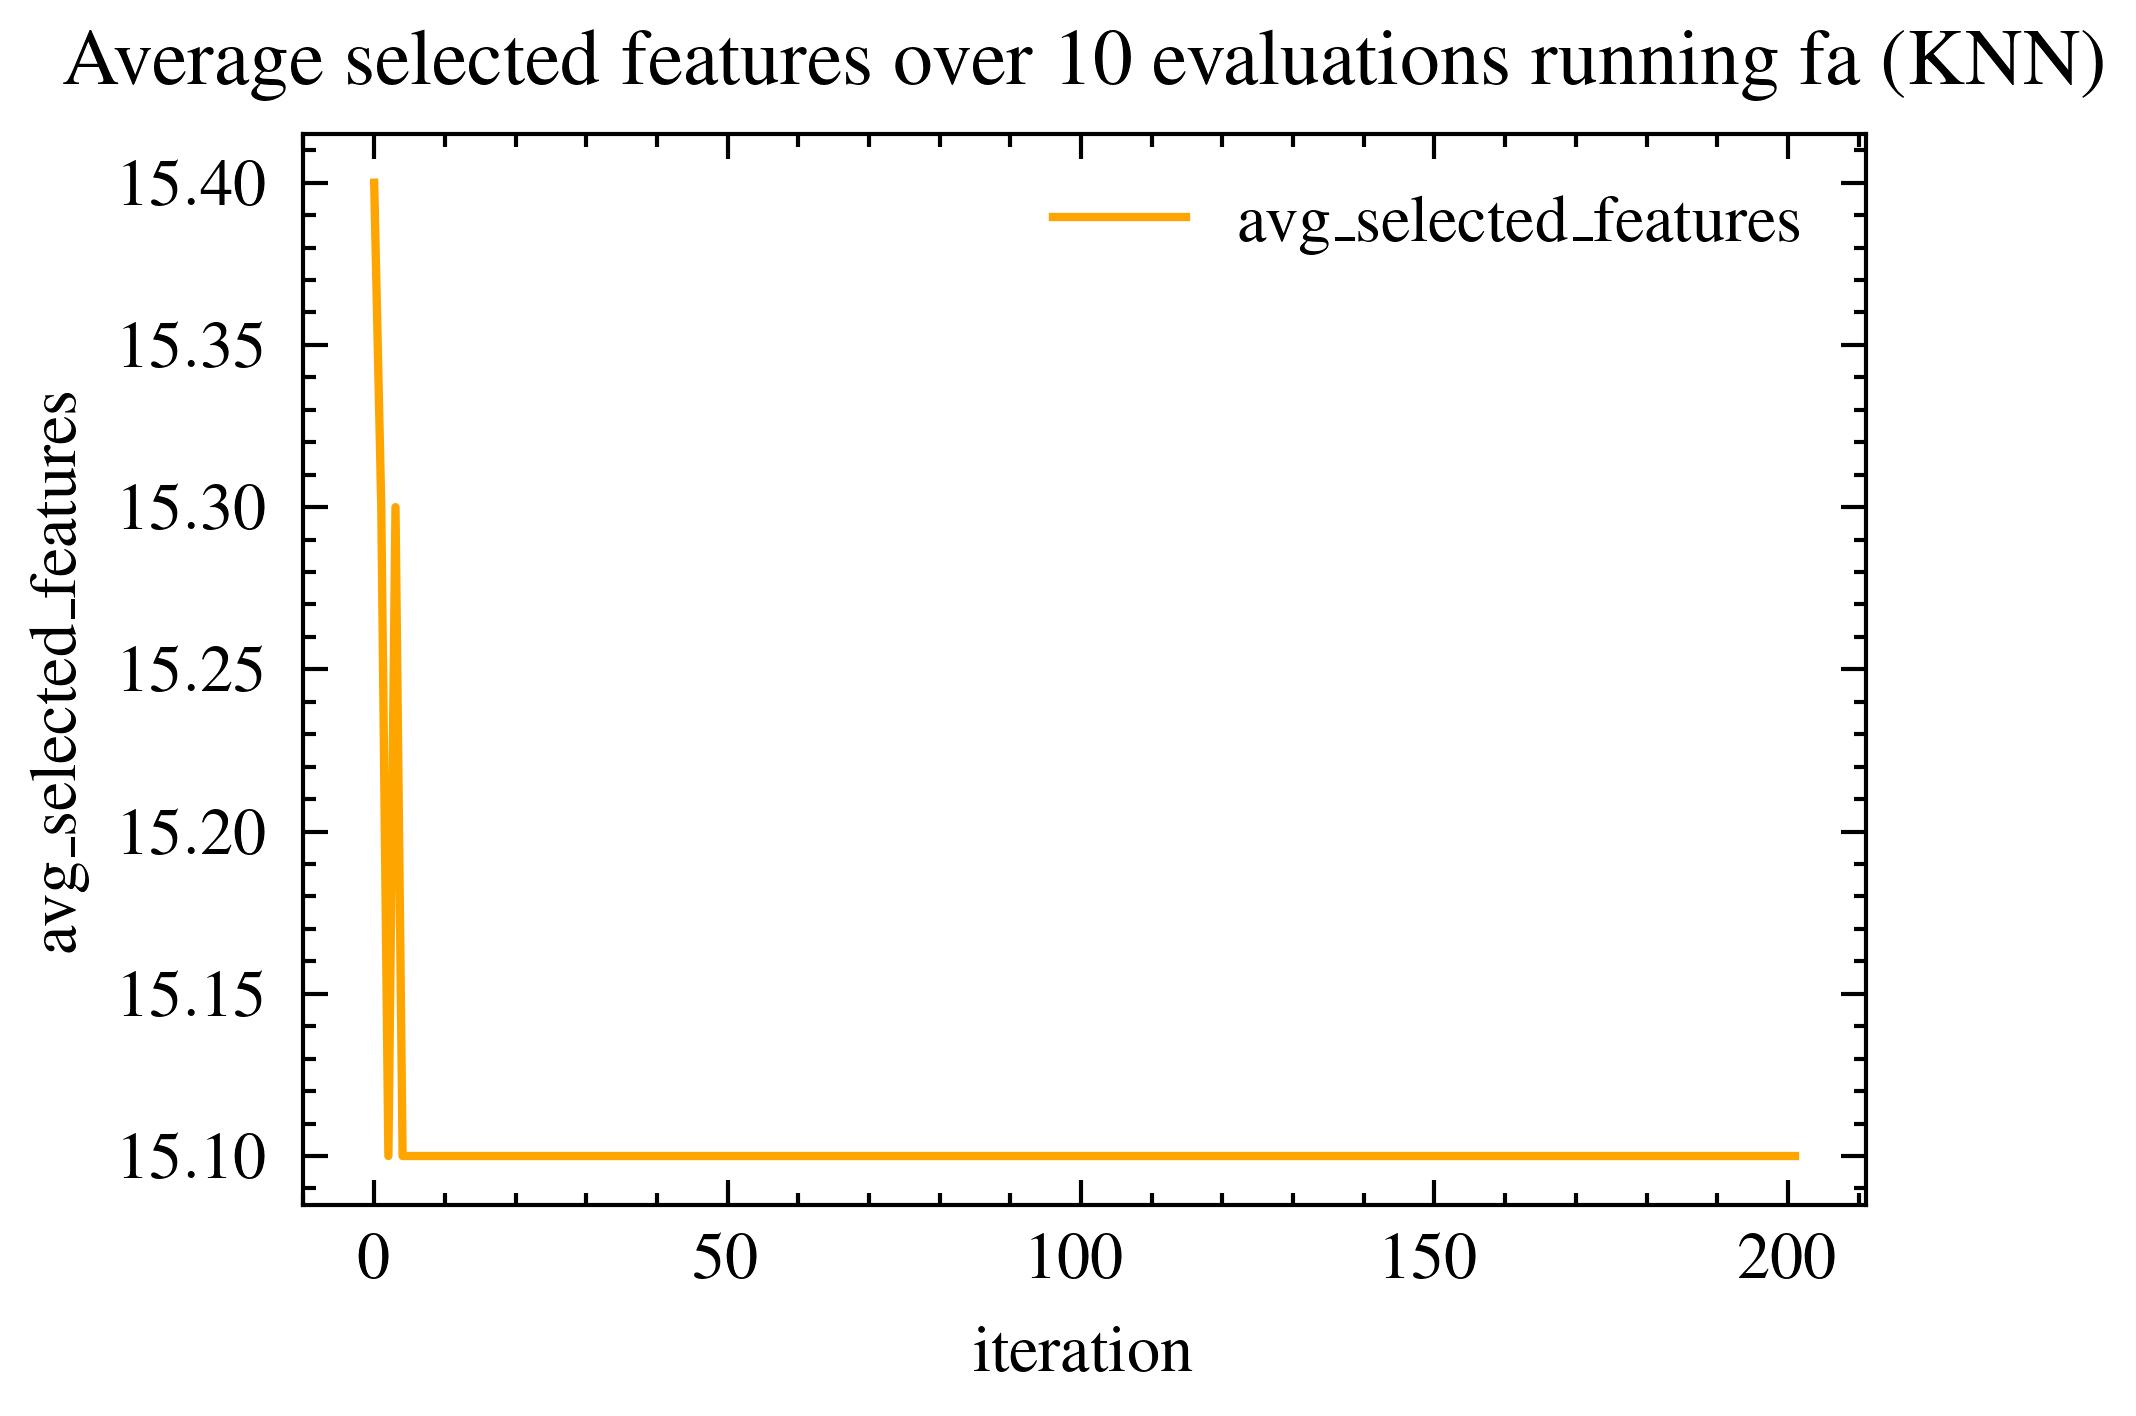 Average selected features over 10 evaluations running fa (KNN)
avg_selected_features
15.40
15.35
15.30
15.25
15.20
15.15
15.10
avg_selected_features
0 50 100 150 200
iteration